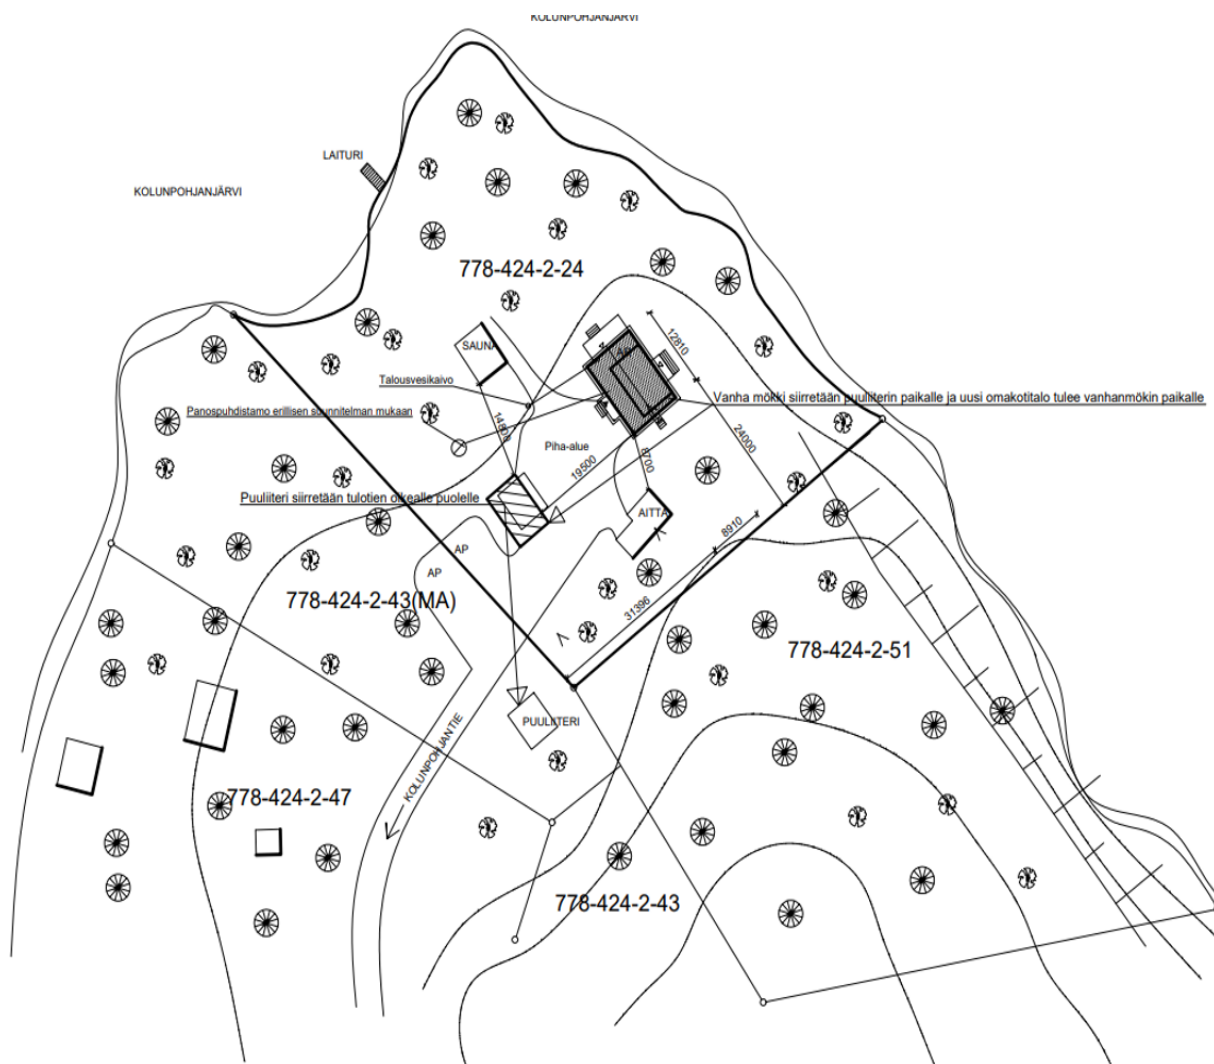 KOLUNPOHJANJÄRVI
LAITURI
KOLUNPOHJANJÄRVI
778-424-2-24
SAUNA
12810
Talousvesikaivo
Vanha mökki siirretään puuliiterin paikalle ja uusi omakotitalo tulee vanhanmökin paikalle
Panospuhdistamo erillisen suunnitelman mukaan
14800
Piha-alue
24000
19500
8700
Puuliiteri siirretään tulotien oikealle puolelle
AITTA
8910
AP
AP
778-424-2-43(MA)
31396
778-424-2-51
PUULIITERI
KOLUNPOHJANTIE
778-424-2-47
778-424-2-43